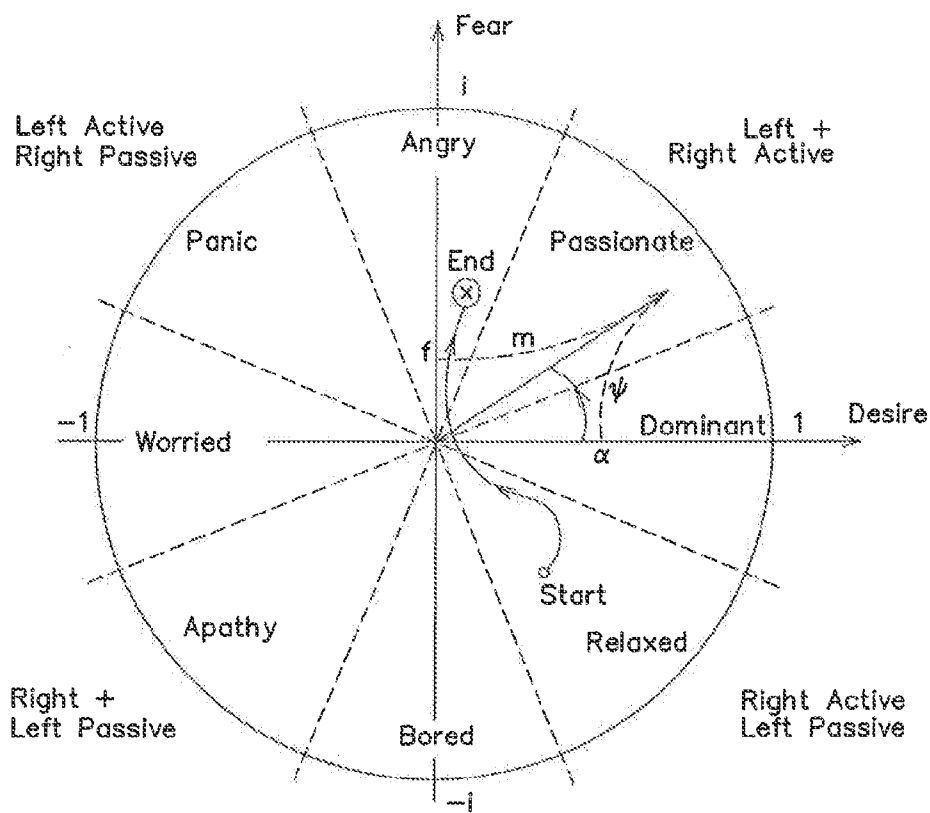 Fear
i
Left Active
Right Passive
Angry
Left +
Right Active
Panic
Passionate
End
x
f
m
ψ
-1
Worried
Dominant
1
Desire
α
Start
Apathy
Relaxed
Right +
Left Passive
Bored
Right Active
Left Passive
-i